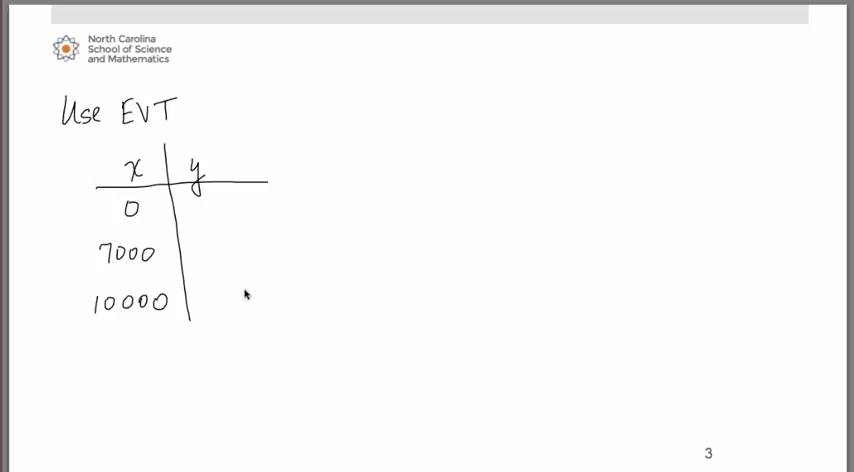 North Carolina
School of Science
and Mathematics
Use EVT
x y
0
7000
10000
3